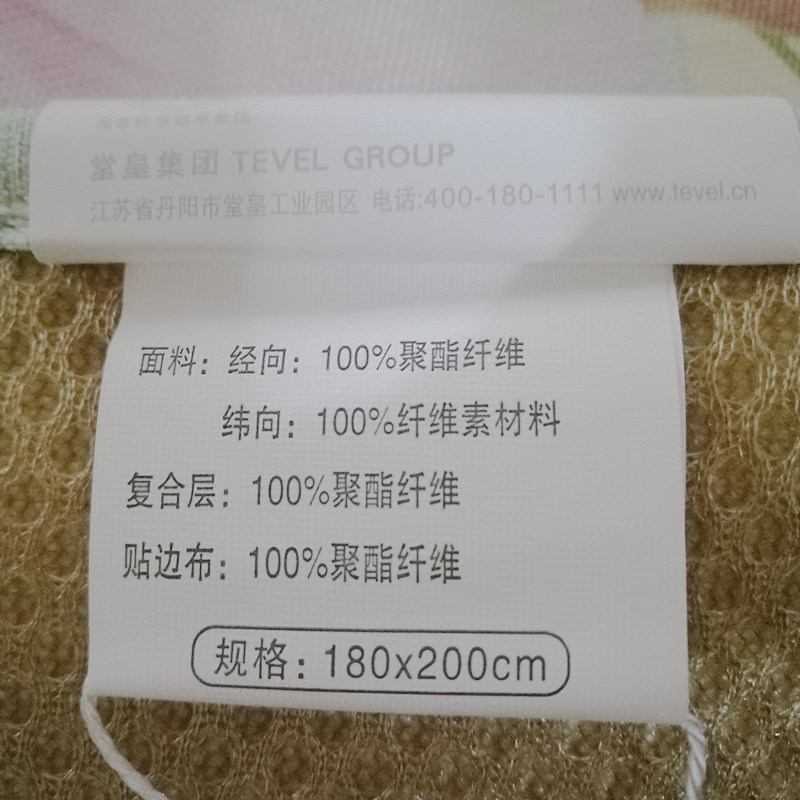 堂皇集团 TEVEL GROUP
江苏省丹阳市堂皇工业园区 电话:400-180-1111 www.tevel.cn
面料：经向：100%聚酯纤维
纬向：100%纤维素材料
复合层：100%聚酯纤维
贴边布：100%聚酯纤维
规格：180x200cm